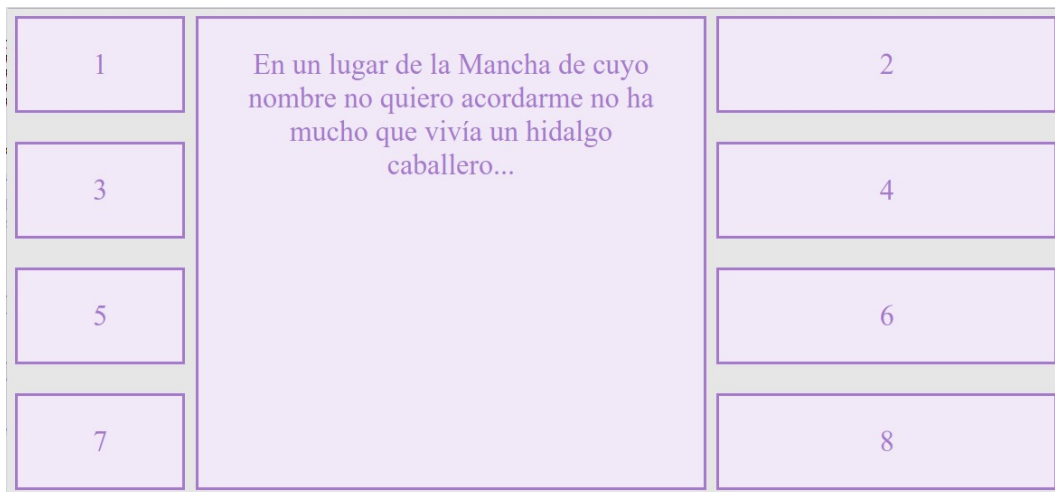 1
En un lugar de la Mancha de cuyo
nombre no quiero acordarme no ha
mucho que vivía un hidalgo
caballero...
2
3
4
5
6
7
8